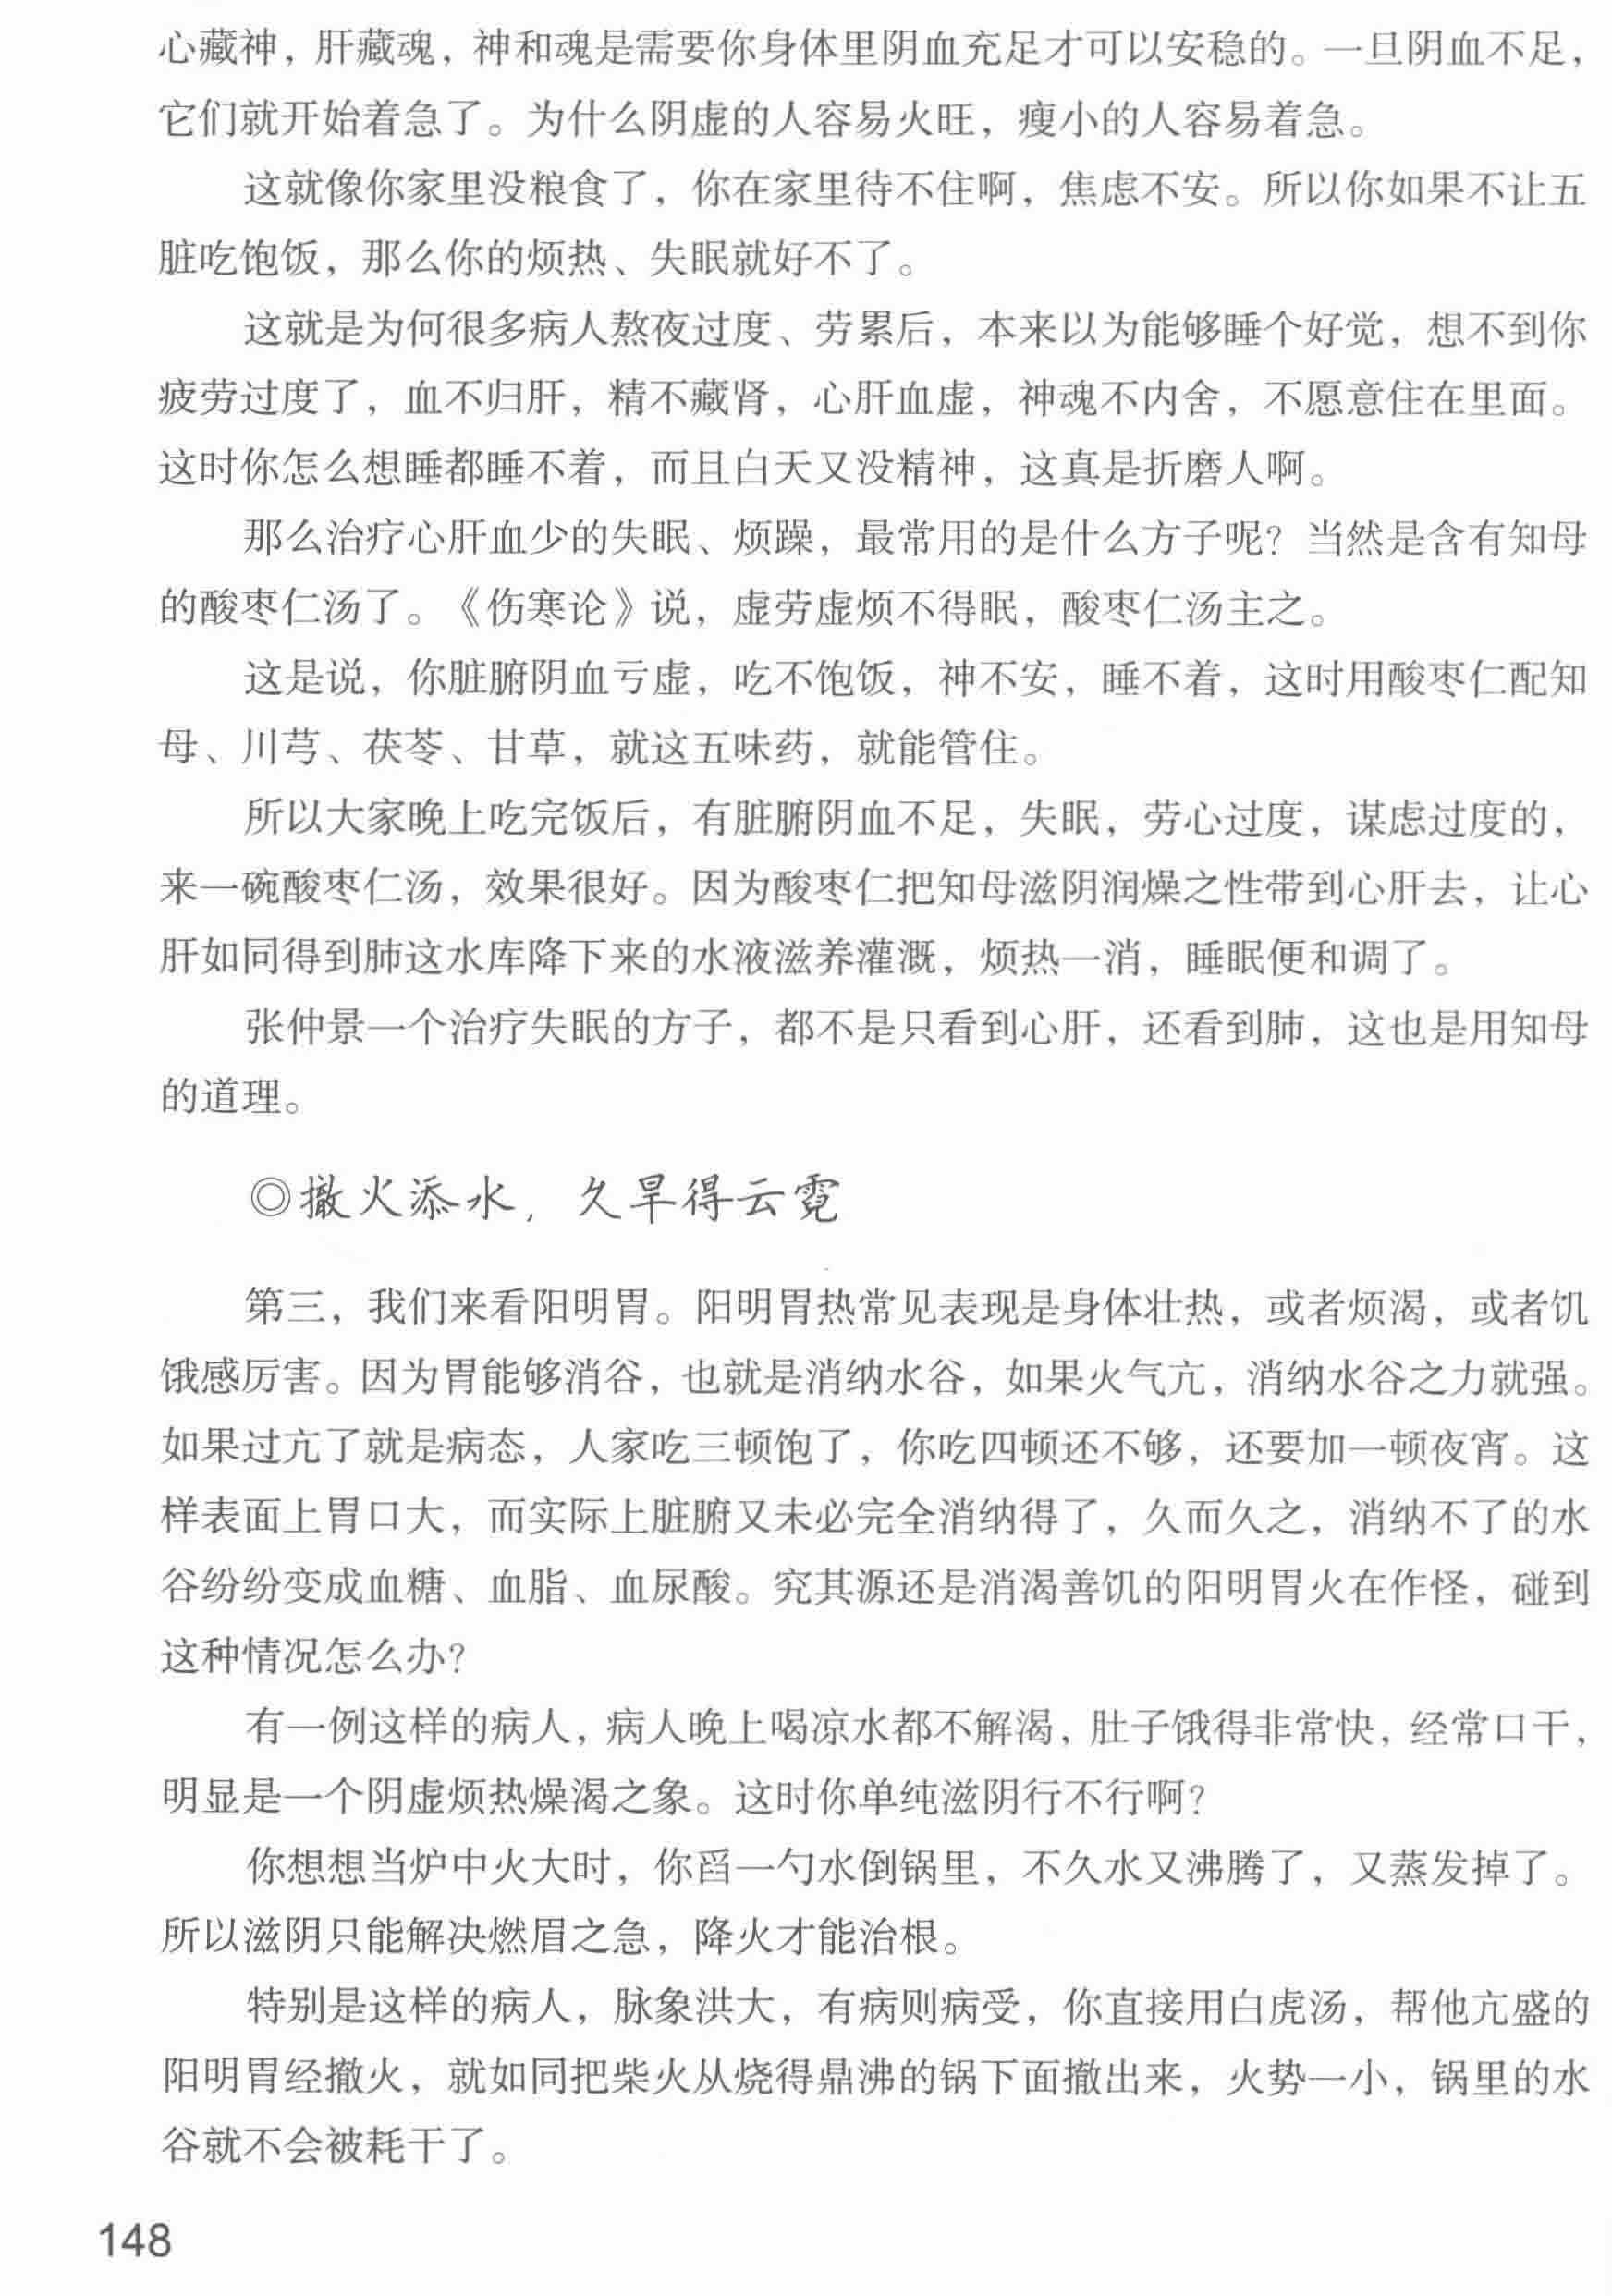 心藏神，肝藏魂，神和魂是需要你身体里阴血充足才可以安稳的。一旦阴血不足，
它们就开始着急了。为什么阴虚的人容易火旺，瘦小的人容易着急。
这就像你家里没粮食了，你在家里待不住啊，焦虑不安。所以你如果不让五
脏吃饱饭，那么你的烦热、失眠就好不了。
这就是为何很多病人熬夜过度、劳累后，本来以为能够睡个好觉，想不到你
疲劳过度了，血不归肝，精不藏肾，心肝血虚，神魂不内舍，不愿意住在里面。
这时你怎么想睡都睡不着，而且白天又没精神，这真是折磨人啊。
那么治疗心肝血少的失眠、烦躁，最常用的是什么方子呢？当然是含有知母
的酸枣仁汤了。《伤寒论》说，虚劳虚烦不得眠，酸枣仁汤主之。
这是说，你脏腑阴血亏虚，吃不饱饭，神不安，睡不着，这时用酸枣仁配知
母、川芎、茯苓、甘草，就这五味药，就能管住。
所以大家晚上吃完饭后，有脏腑阴血不足，失眠，劳心过度，谋虑过度的，
来一碗酸枣仁汤，效果很好。因为酸枣仁把知母滋阴润燥之性带到心肝去，让心
肝如同得到肺这水库降下来的水液滋养灌溉，烦热一消，睡眠便和调了。
张仲景一个治疗失眠的方子，都不是只看到心肝，还看到肺，这也是用知母
的道理。
◎撤火添水，久旱得云霓
第三，我们来看阳明胃。阳明胃热常见表现是身体壮热，或者烦渴，或者饥
饿感厉害。因为胃能够消谷，也就是消纳水谷，如果火气亢，消纳水谷之力就强。
如果过亢了就是病态，人家吃三顿饱了，你吃四顿还不够，还要加一顿夜宵。这
样表面上胃口大，而实际上脏腑又未必完全消纳得了，久而久之，消纳不了的水
谷纷纷变成血糖、血脂、血尿酸。究其源还是消渴善饥的阳明胃火在作怪，碰到
这种情况怎么办？
有一例这样的病人，病人晚上喝凉水都不解渴，肚子饿得非常快，经常口干，
明显是一个阴虚烦热燥渴之象。这时你单纯滋阴行不行啊？
你想想当炉中火大时，你舀一勺水倒锅里，不久水又沸腾了，又蒸发掉了。
所以滋阴只能解决燃眉之急，降火才能治根。
特别是这样的病人，脉象洪大，有病则病受，你直接用白虎汤，帮他亢盛的
阳明胃经撤火，就如同把柴火从烧得鼎沸的锅下面撤出来，火势一小，锅里的水
谷就不会被耗干了。
148